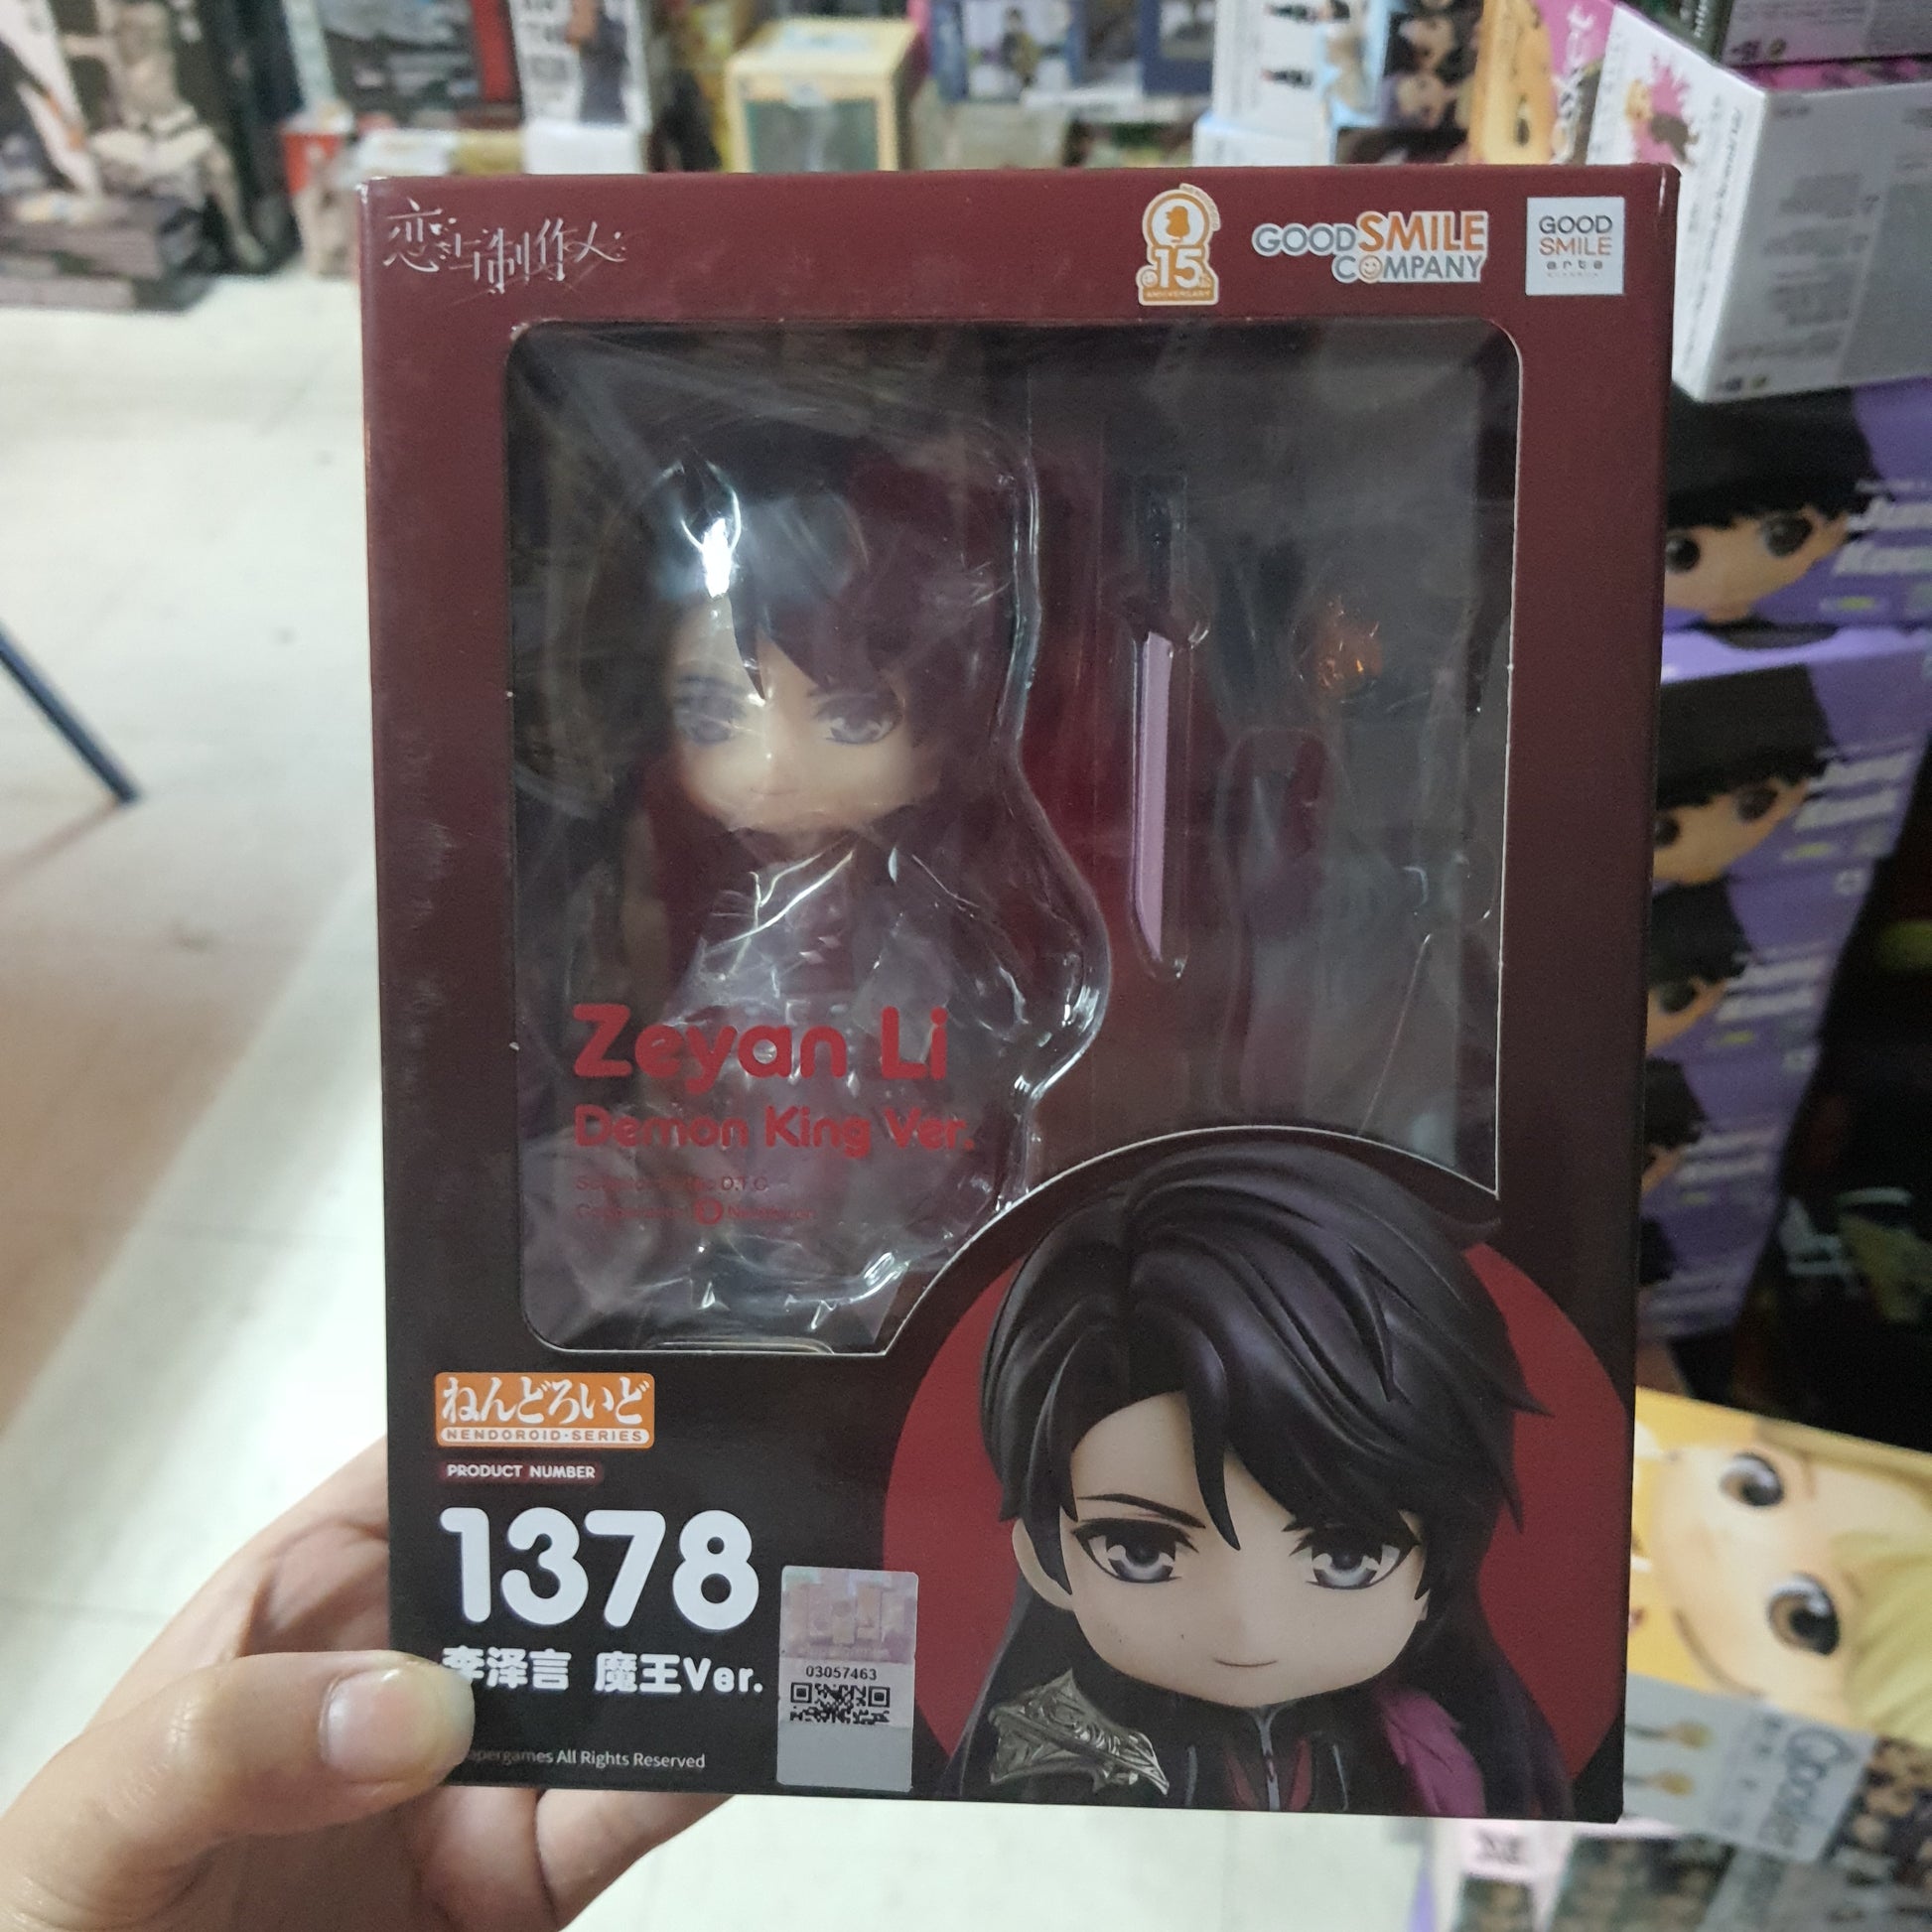 恋与制作人
15
ANNIVERSARY
GOOD SMILE
COMPANY
GOOD
SMILE
arts
Zeyan Li
Demon King Ver.
ねんどろいど
NENDOROID·SERIES
PRODUCT NUMBER
1378
李泽言 魔王Ver.
03057463
All Rights Reserved